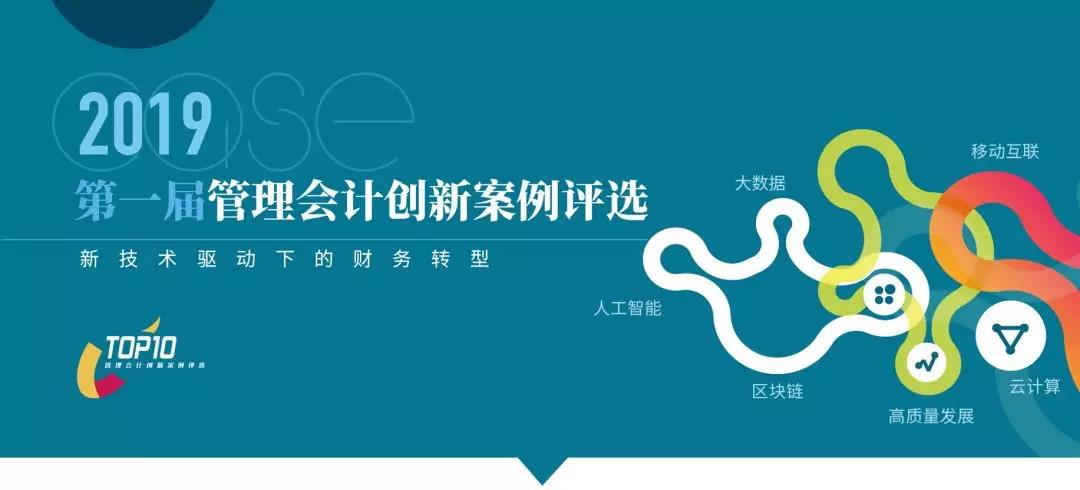 case
2019
第一届管理会计创新案例评选
新技术驱动下的财务转型
TOP10
管理会计创新案例评选
移动互联
大数据
人工智能
区块链
云计算
高质量发展